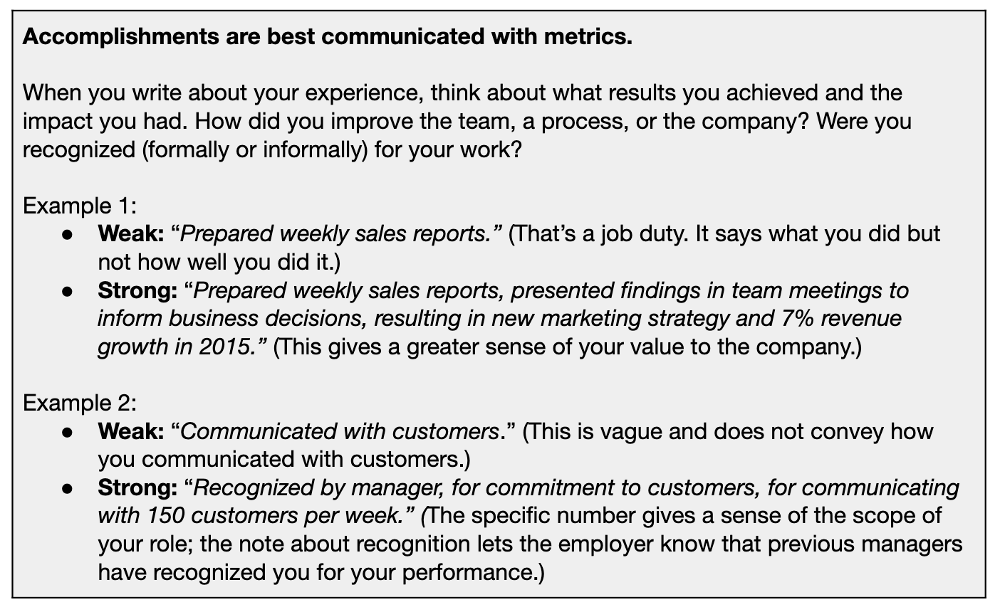 Accomplishments are best communicated with metrics.
When you write about your experience, think about what results you achieved and the
impact you had. How did you improve the team, a process, or the company? Were you
recognized (formally or informally) for your work?
Example 1:
● Weak: “Prepared weekly sales reports.” (That’s a job duty. It says what you did but
not how well you did it.)
● Strong: “Prepared weekly sales reports, presented findings in team meetings to
inform business decisions, resulting in new marketing strategy and 7% revenue
growth in 2015.” (This gives a greater sense of your value to the company.)
Example 2:
● Weak: “Communicated with customers.” (This is vague and does not convey how
you communicated with customers.)
● Strong: “Recognized by manager, for commitment to customers, for communicating
with 150 customers per week.” (The specific number gives a sense of the scope of
your role; the note about recognition lets the employer know that previous managers
have recognized you for your performance.)